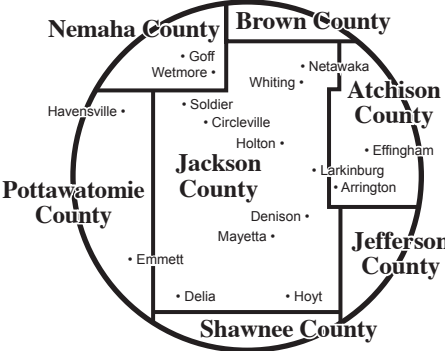 Nemaha County
Brown County
Goff
Wetmore
Netawaka
Whiting
Atchison
County
Havensville
Soldier
Circleville
Holton
Effingham
Jackson
County
Larkinburg
Arrington
Pottawatomie
County
Denison
Mayetta
Jefferson
County
Emmett
Delia
Hoyt
Shawnee County